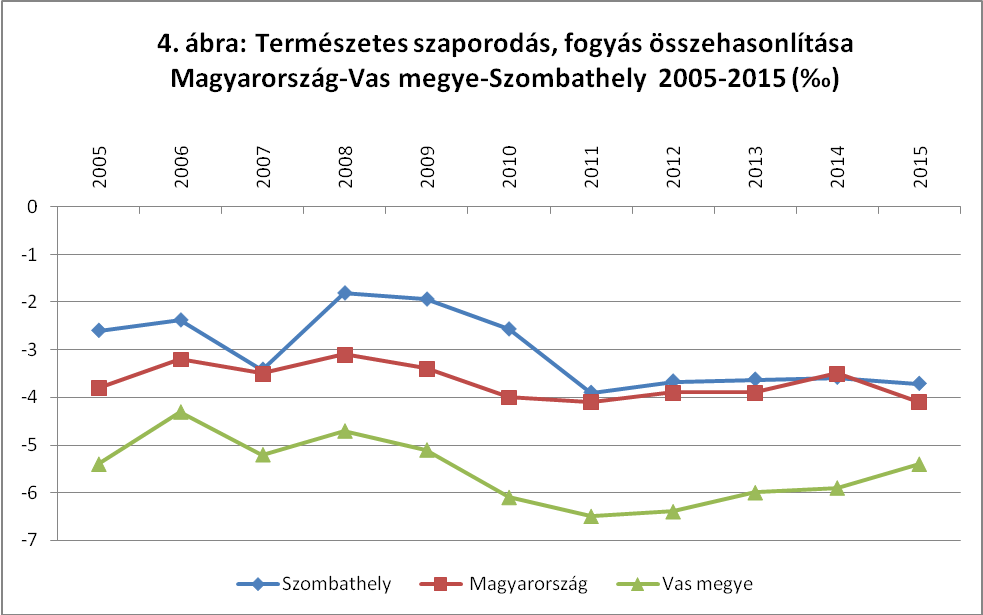 4. ábra: Természetes szaporodás, fogyás összehasonlítása
Magyarország-Vas megye-Szombathely 2005-2015 (‰)
2005 2006 2007 2008 2009 2010 2011 2012 2013 2014 2015
0
-1
-2
-3
-4
-5
-6
-7
Szombathely Magyarország Vas megye